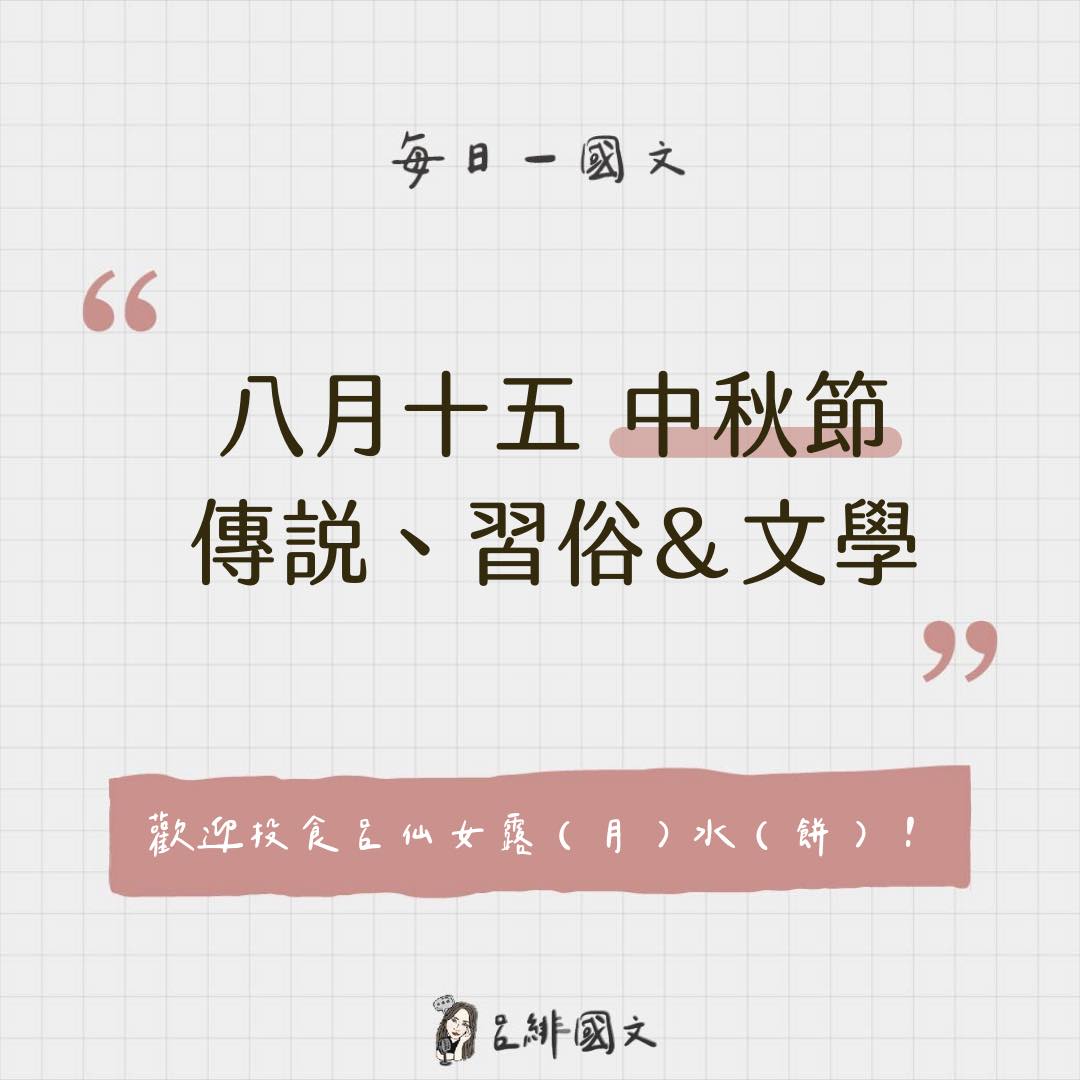 每日一國文
“
八月十五 中秋節
傳說、習俗&文學
”
歡迎投食呂仙女露(月)水(餅)!
呂緋國文